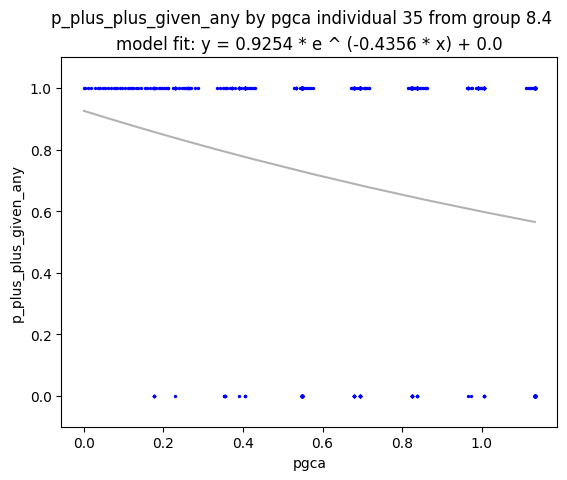 p_plus_plus_given_any by pgca individual 35 from group 8.4
model fit: y = 0.9254 * e ^ (-0.4356 * x) + 0.0
1.0
0.8
0.6
0.4
0.2
0.0
p_plus_plus_given_any
0.0 0.2 0.4 0.6 0.8 1.0
pgca